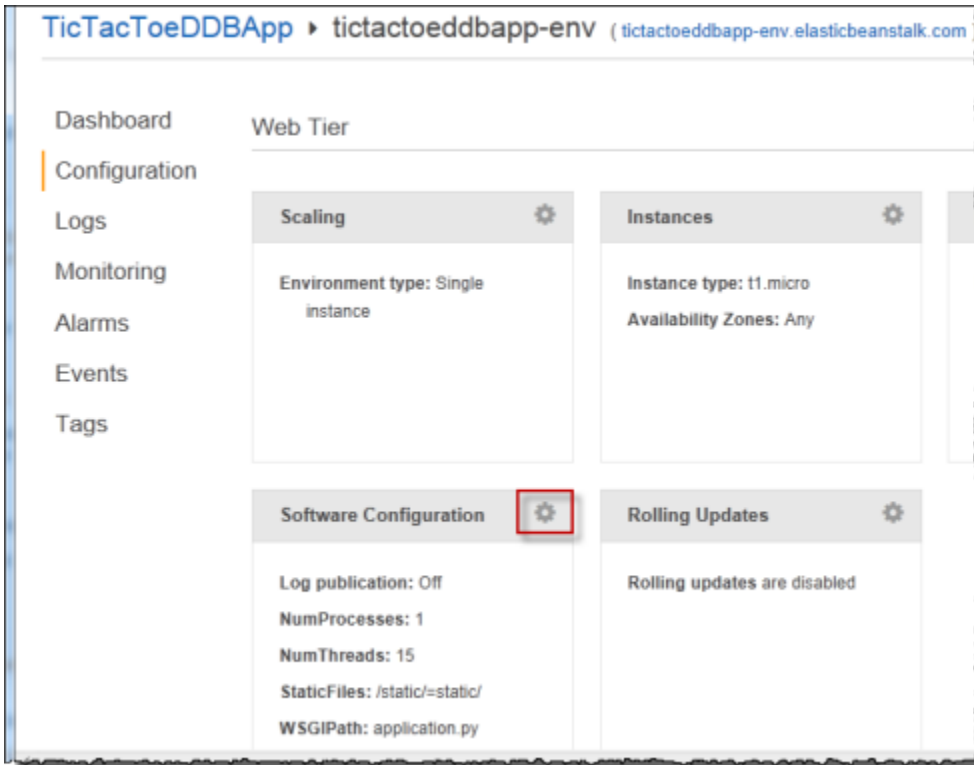 TicTacToeDDBApp ▸ tictactoeddbapp-env ( tictactoeddbapp-env.elasticbeanstalk.com )
Dashboard
Configuration
Logs
Monitoring
Alarms
Events
Tags
Web Tier
Scaling
Environment type: Single
instance
Instances
Instance type: t1.micro
Availability Zones: Any
Software Configuration
Log publication: Off
NumProcesses: 1
NumThreads: 15
StaticFiles: /static/=static/
WSGIPath: application.py
Rolling Updates
Rolling updates are disabled